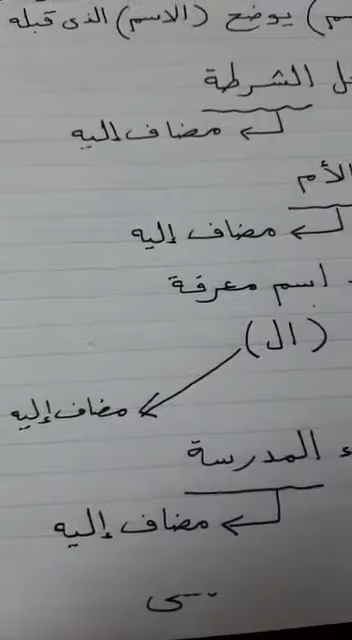 يوضح (الاسم) الذى قبله
الشرطة
مضاف إليه
الأم
مضاف إليه
اسم معرفة
(ال)
مضاف إليه
المدرسة
مضاف إليه